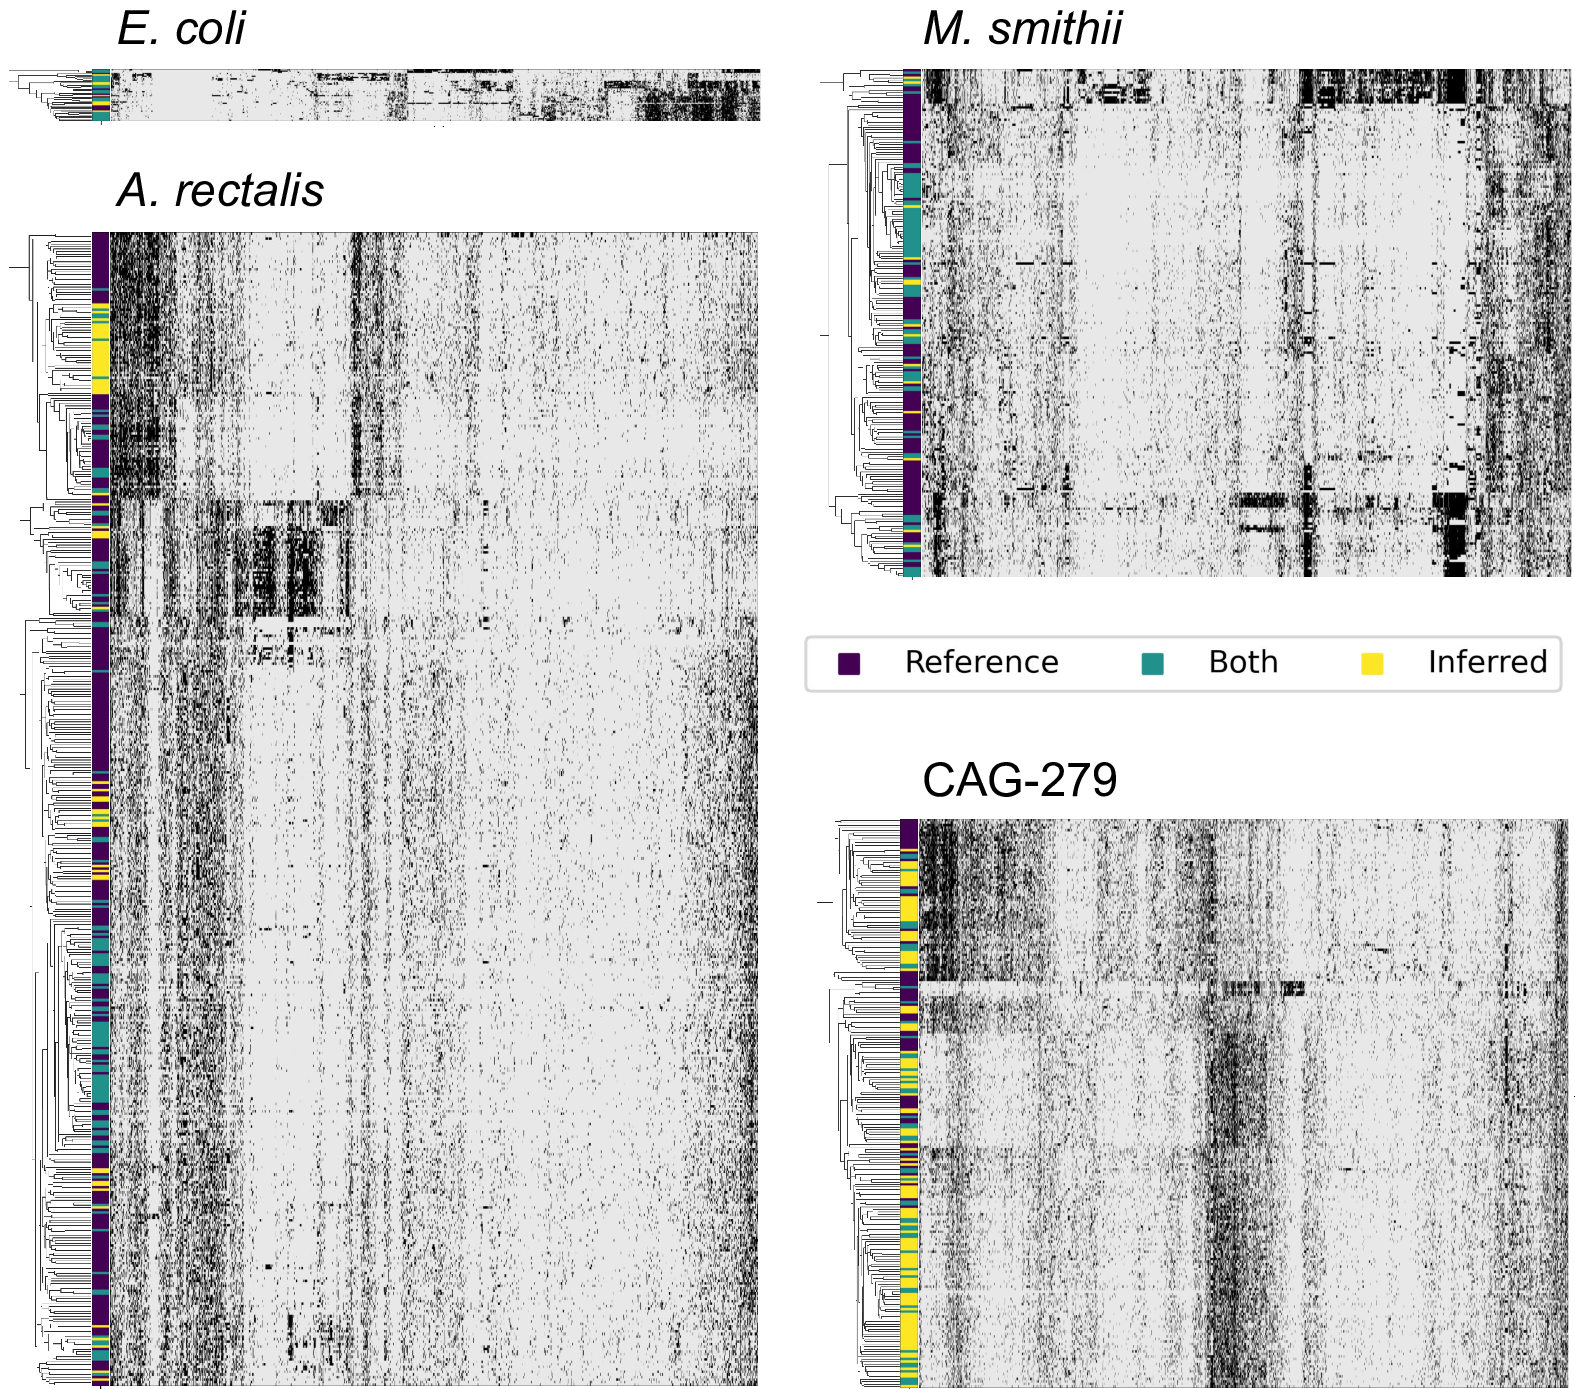 E. coli
M. smithii
A. rectalis
Reference Both Inferred
CAG-279